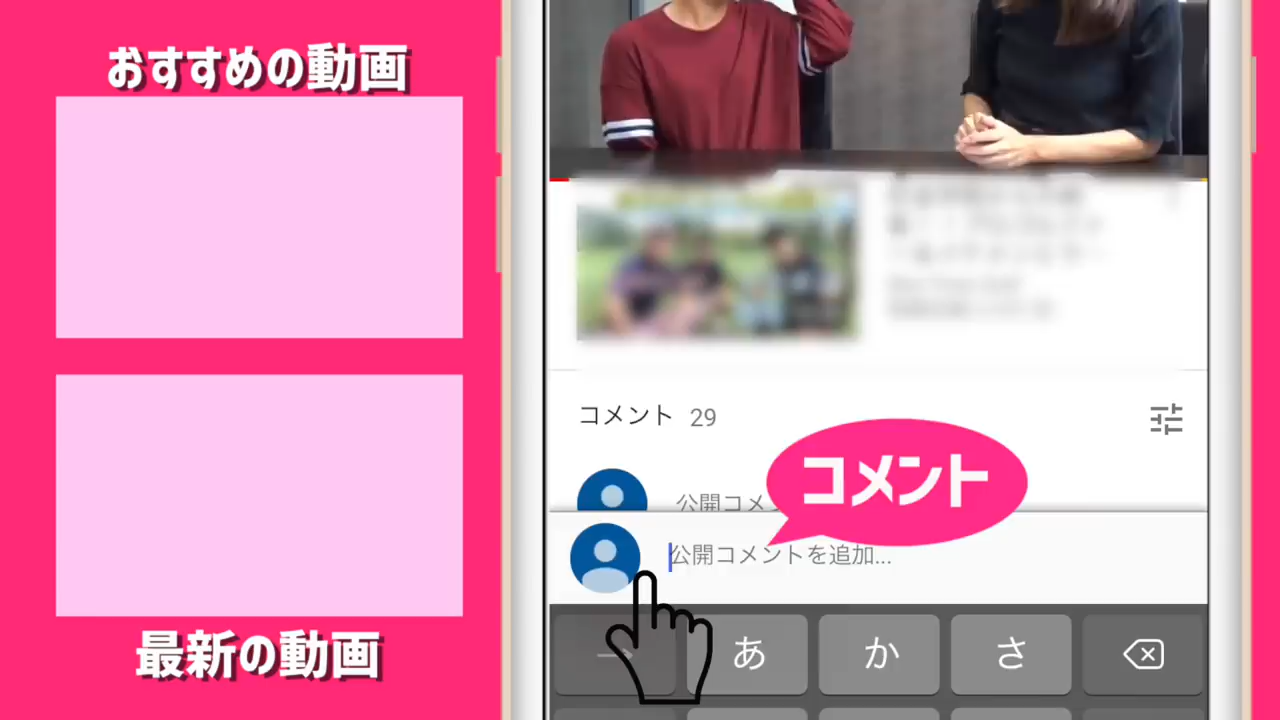 おすすめの動画
最新の動画
コメント 29
コメント
公開コメ
公開コメントを追加...
あ
か
さ